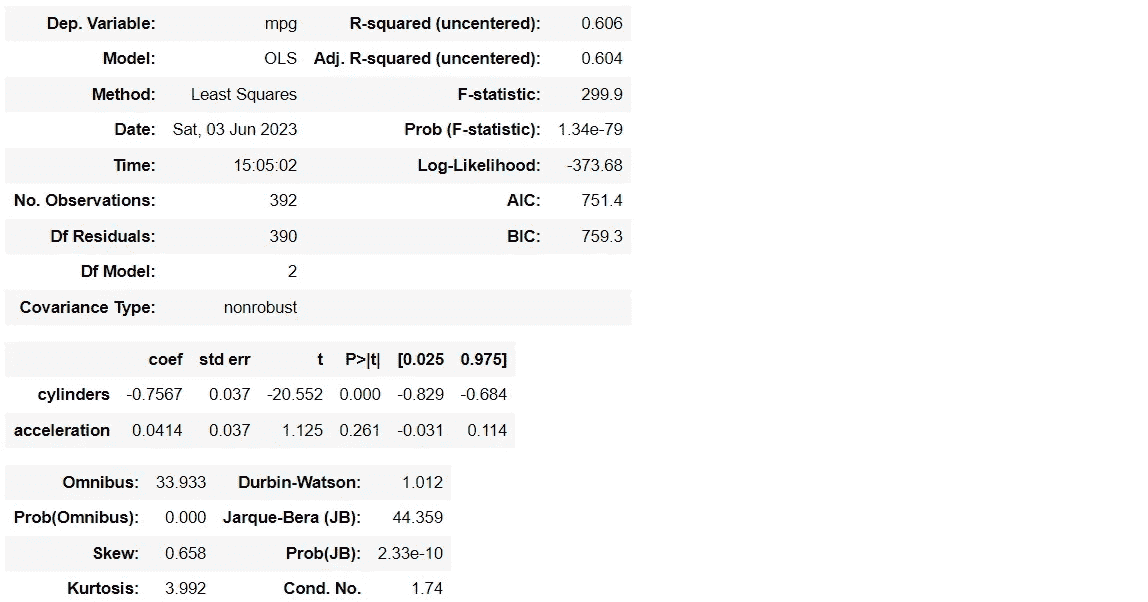 Dep. Variable: mpg R-squared (uncentered): 0.606
Model: OLS Adj. R-squared (uncentered): 0.604
Method: Least Squares F-statistic: 299.9
Date: Sat, 03 Jun 2023 Prob (F-statistic): 1.34e-79
Time: 15:05:02 Log-Likelihood: -373.68
No. Observations: 392 AIC: 751.4
Df Residuals: 390 BIC: 759.3
Df Model: 2
Covariance Type: nonrobust
coef std err t P>|t| [0.025 0.975]
cylinders -0.7567 0.037 -20.552 0.000 -0.829 -0.684
acceleration 0.0414 0.037 1.125 0.261 -0.031 0.114
Omnibus: 33.933 Durbin-Watson: 1.012
Prob(Omnibus): 0.000 Jarque-Bera (JB): 44.359
Skew: 0.658 Prob(JB): 2.33e-10
Kurtosis: 3.992 Cond. No. 1.74